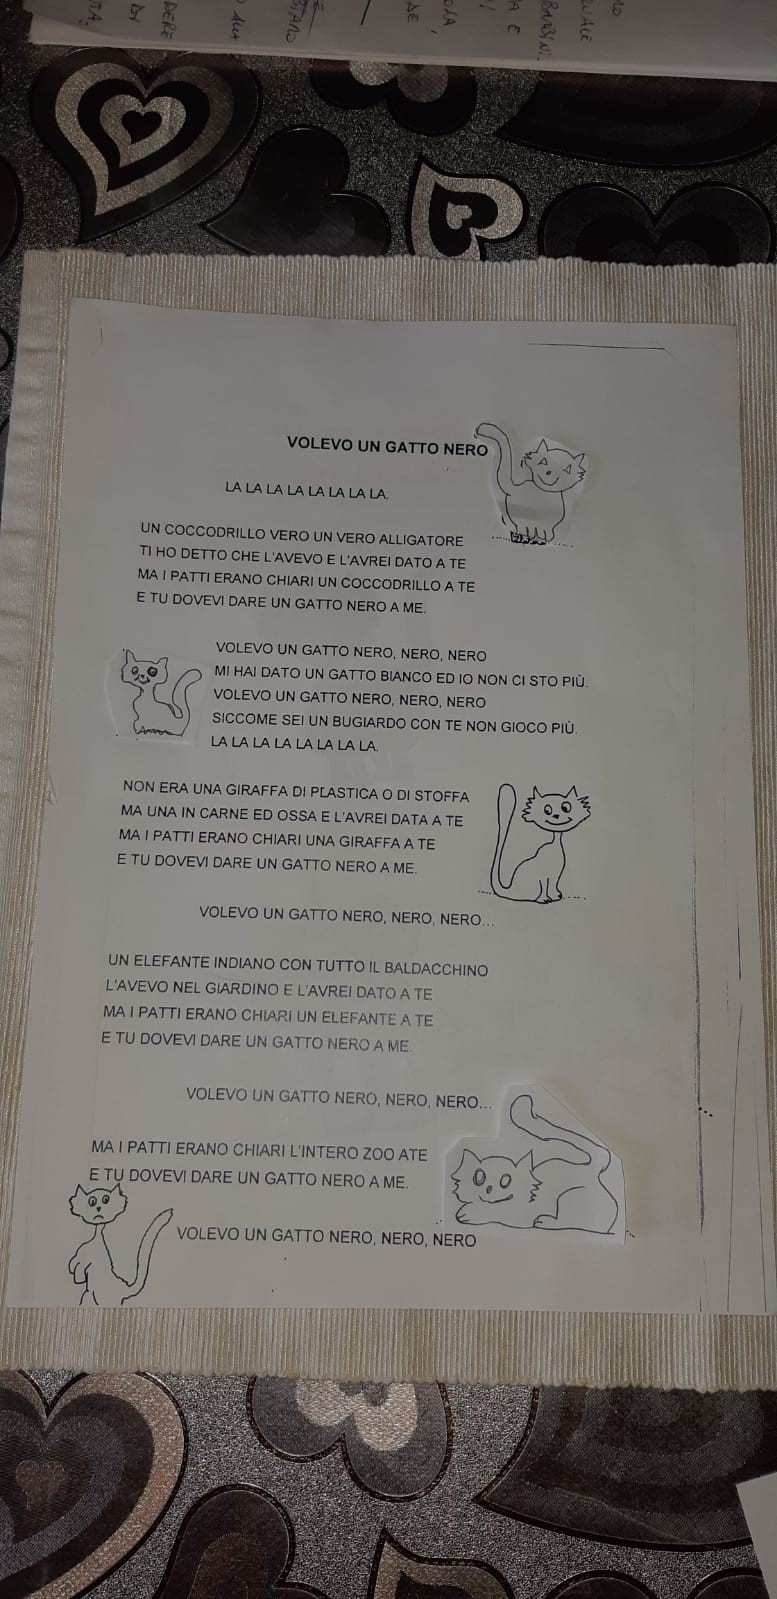 VOLEVO UN GATTO NERO
LA LA LA LA LA LA LA LA.
UN COCCODRILLO VERO UN VERO ALLIGATORE
TI HO DETTO CHE L'AVEVO E L'AVREI DATO A TE
MA I PATTI ERANO CHIARI UN COCCODRILLO A TE
E TU DOVEVI DARE UN GATTO NERO A ME.
VOLEVO UN GATTO NERO, NERO, NERO
MI HAI DATO UN GATTO BIANCO ED IO NON CI STO PIÙ.
VOLEVO UN GATTO NERO, NERO, NERO
SICCOME SEI UN BUGIARDO CON TE NON GIOCO PIÙ.
LA LA LA LA LA LA LA LA.
NON ERA UNA GIRAFFA DI PLASTICA O DI STOFFA
MA UNA IN CARNE ED OSSA E L'AVREI DATA A TE
MA I PATTI ERANO CHIARI UNA GIRAFFA A TE
E TU DOVEVI DARE UN GATTO NERO A ME.
VOLEVO UN GATTO NERO, NERO, NERO...
UN ELEFANTE INDIANO CON TUTTO IL BALDACCHINO
L'AVEVO NEL GIARDINO E L'AVREI DATO A TE
MA I PATTI ERANO CHIARI UN ELEFANTE A TE
E TU DOVEVI DARE UN GATTO NERO A ME.
VOLEVO UN GATTO NERO, NERO, NERO...
MA I PATTI ERANO CHIARI L'INTERO ZOO ATE
E TU DOVEVI DARE UN GATTO NERO A ME.
VOLEVO UN GATTO NERO, NERO, NERO